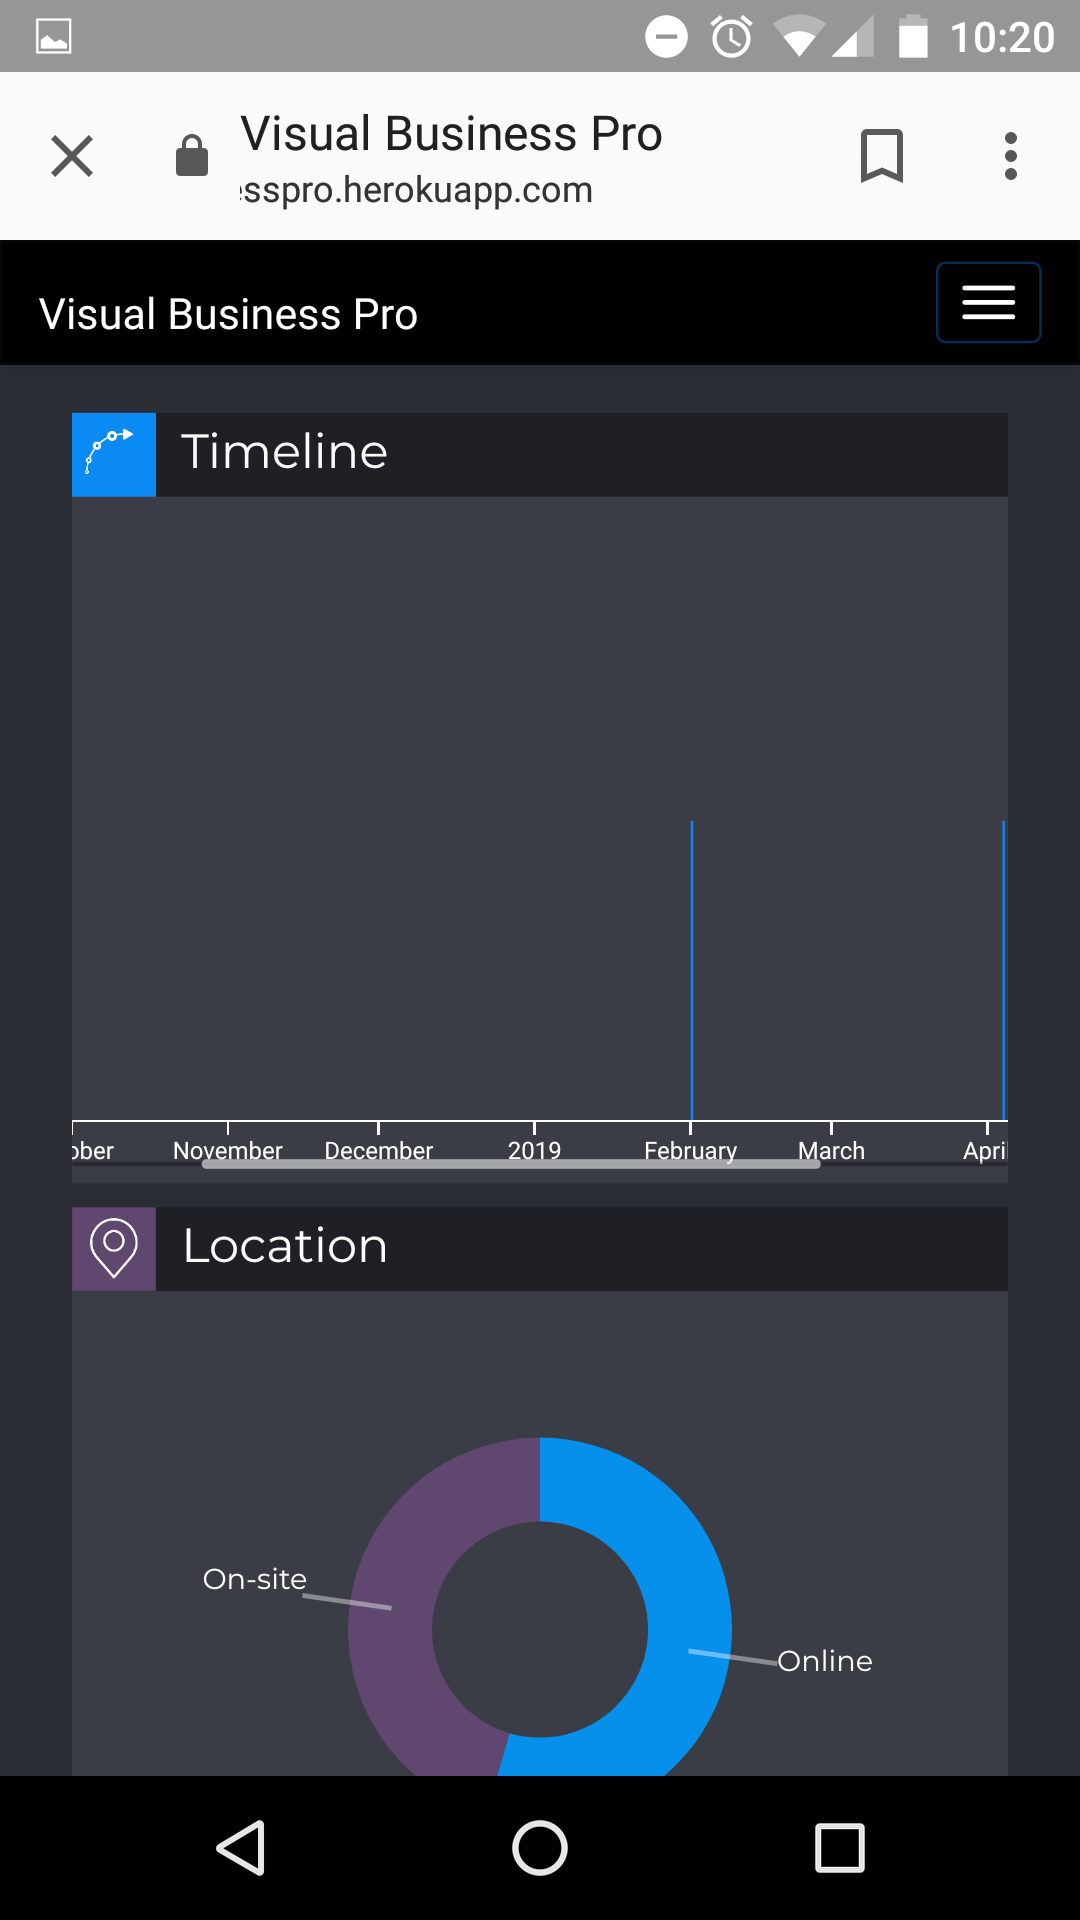 10:20
Visual Business Pro
sspro.herokuapp.com
Visual Business Pro
Timeline
ober November December 2019 February March April
Location
On-site
Online